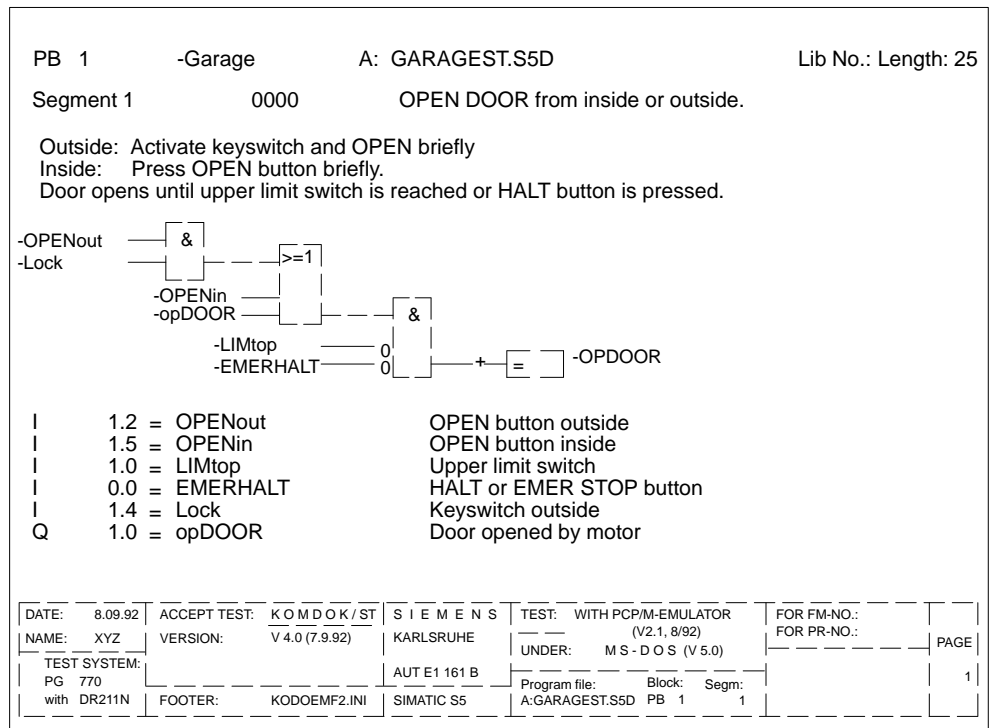 PB 1 -Garage A: GARAGEST.S5D Lib No.: Length: 25
Segment 1 0000 OPEN DOOR from inside or outside.
Outside: Activate keyswitch and OPEN briefly
Inside: Press OPEN button briefly.
Door opens until upper limit switch is reached or HALT button is pressed.
-OPENout &
-Lock >=1
-OPENin
-opDOOR &
-LIMtop 0
-EMERHALT 0 + = -OPDOOR
I 1.2 = OPENout OPEN button outside
I 1.5 = OPENin OPEN button inside
I 1.0 = LIMtop Upper limit switch
I 0.0 = EMERHALT HALT or EMER STOP button
I 1.4 = Lock Keyswitch outside
Q 1.0 = opDOOR Door opened by motor
DATE: 8.09.92 ACCEPT TEST: K O M D O K / ST S I E M E N S TEST: WITH PCP/M-EMULATOR FOR FM-NO.:
NAME: XYZ VERSION: V 4.0 (7.9.92) KARLSRUHE (V2.1, 8/92) FOR PR-NO.: PAGE
UNDER: M S - D O S (V 5.0)
TEST SYSTEM:
PG 770 AUT E1 161 B Program file: Block: Segm: 1
with DR211N FOOTER: KODOEMF2.INI SIMATIC S5 A:GARAGEST.S5D PB 1 1